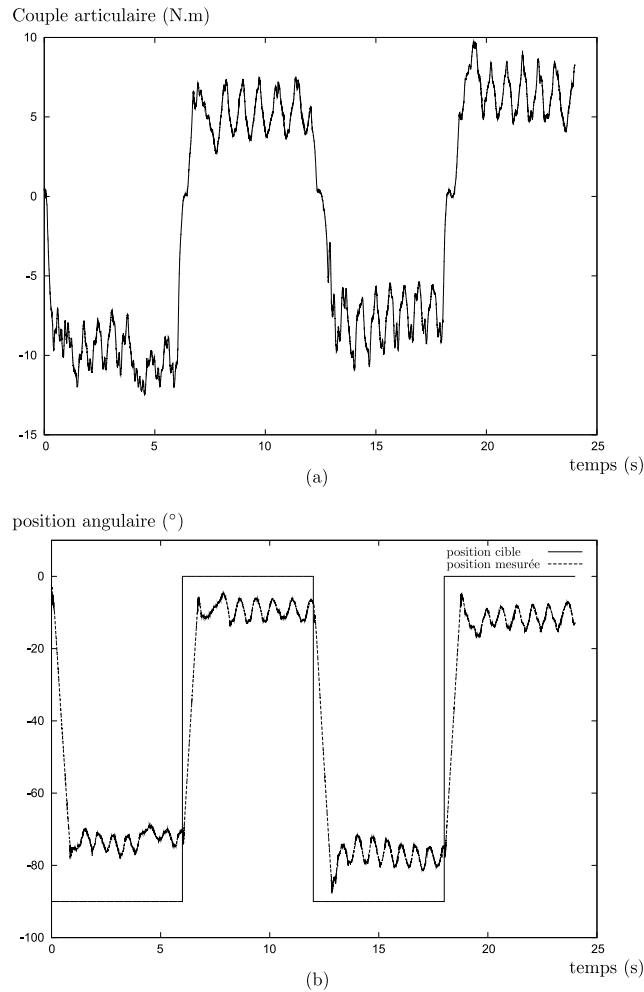 Couple articulaire (N.m)
10
5
0
-5
-10
-15
0 5 10 15 20 25
temps (s)
(a)
position angulaire (°)
position cible
position mesurée
0
-20
-40
-60
-80
-100
0 5 10 15 20 25
temps (s)
(b)